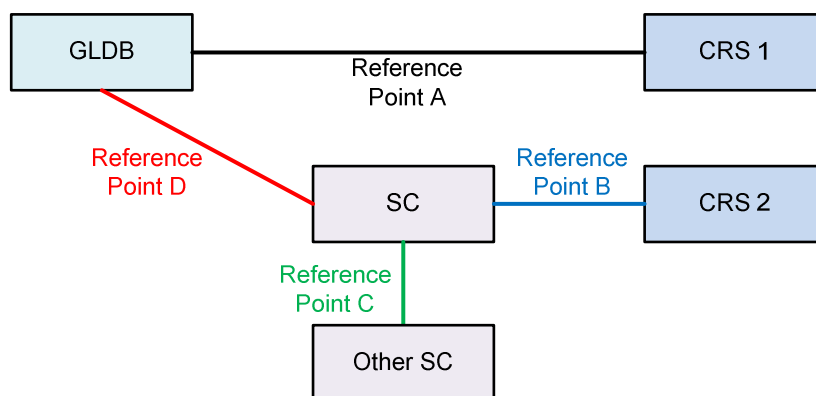 GLDB
CRS 1
Reference
Point A
Reference
Point D
SC
Reference
Point B
CRS 2
Reference
Point C
Other SC